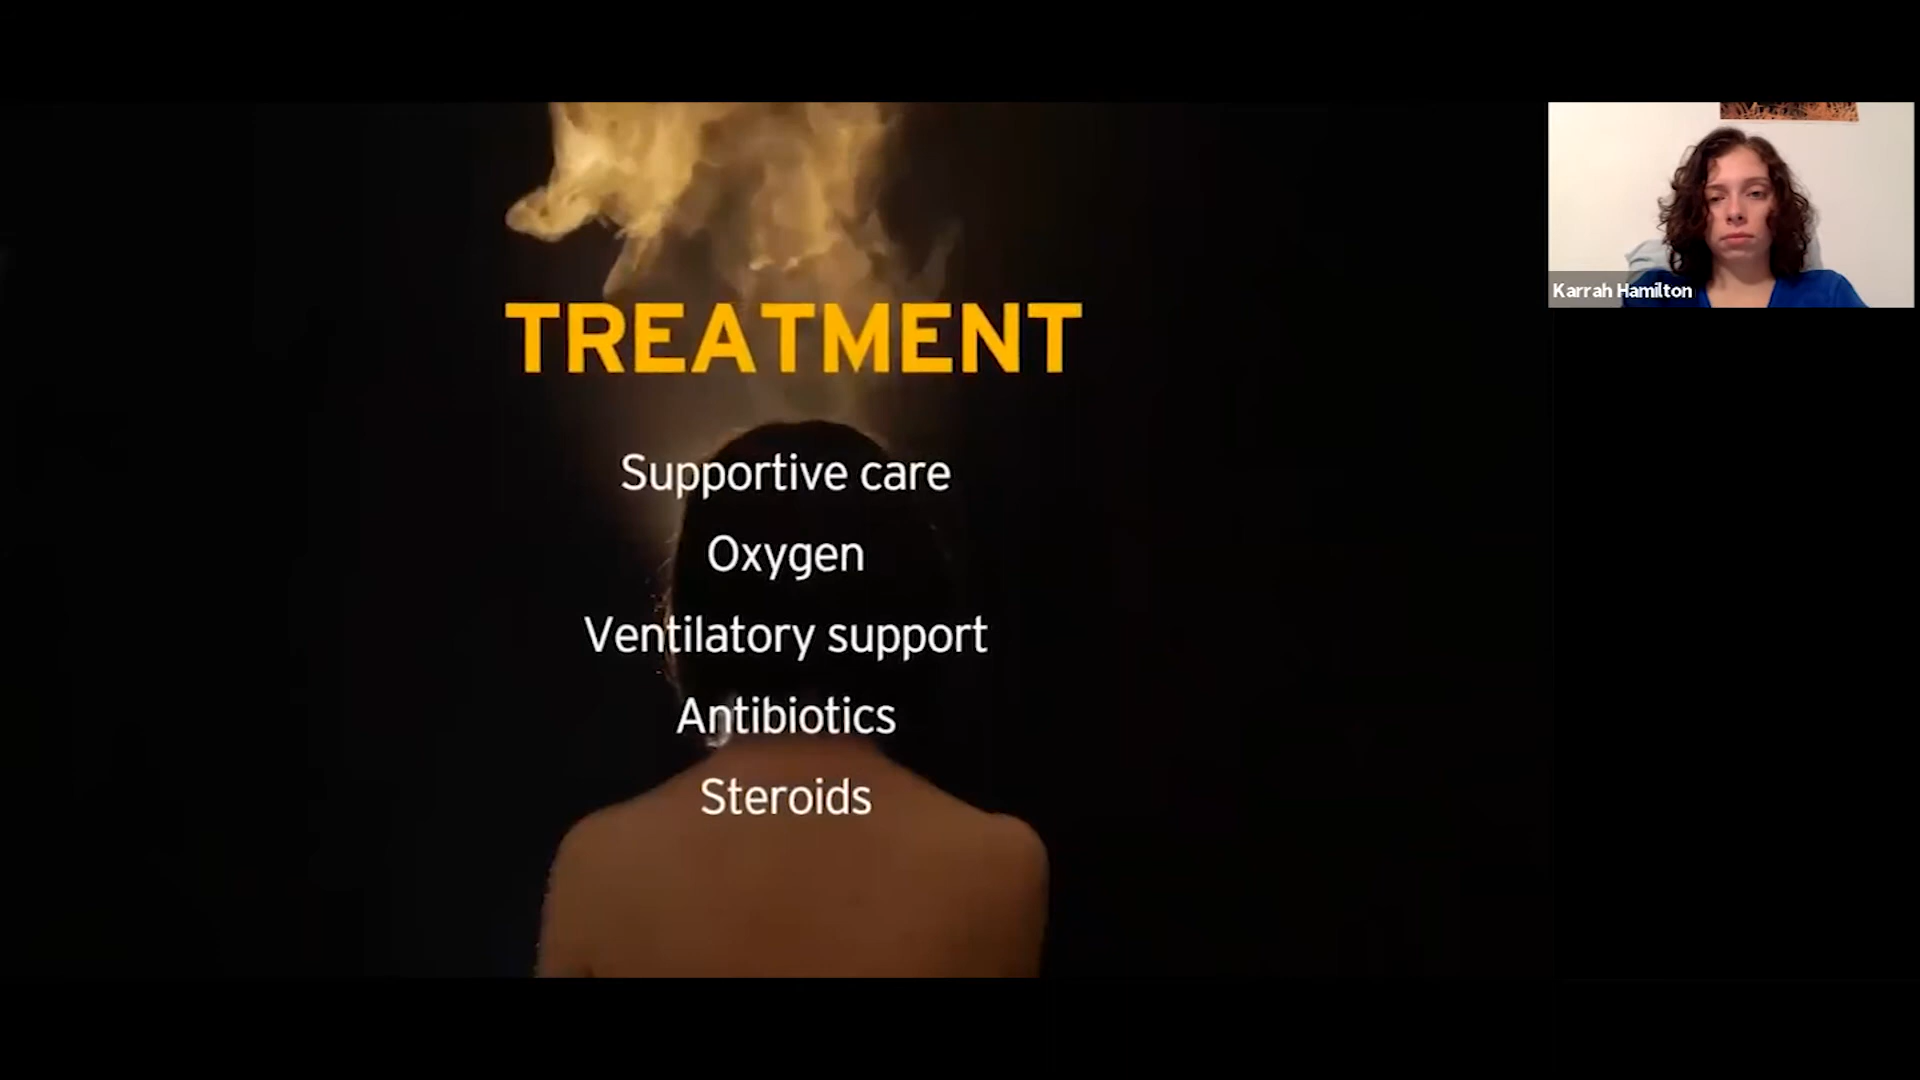 TREATMENT
Supportive care
Oxygen
Ventilatory support
Antibiotics
Steroids
Karrah Hamilton